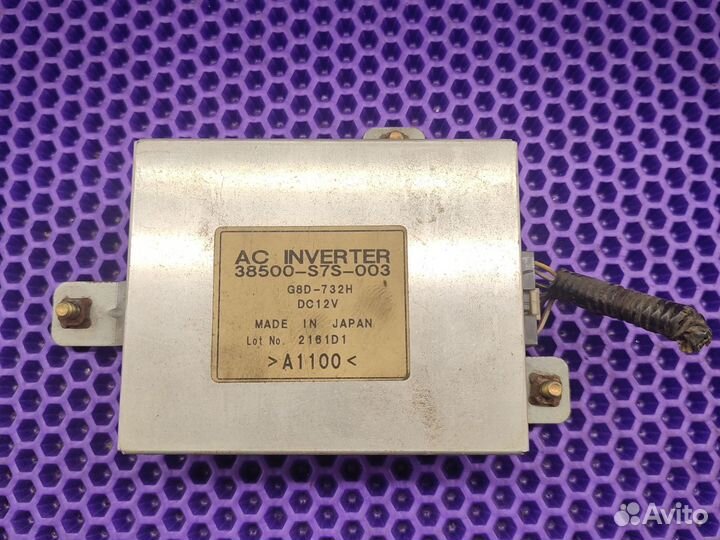 AC INVERTER
38500-S7S-003
G8D-732H
DC12V
MADE IN JAPAN
Lot No. 2161D1
>A1100<
Avito